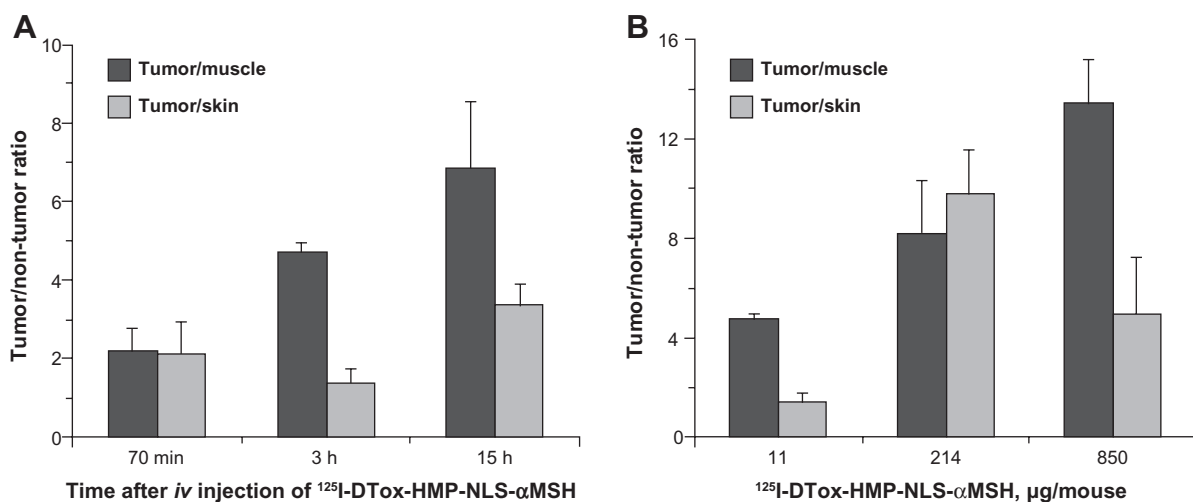 A
10
8
6
4
2
0
Tumor/non-tumor ratio
Tumor/muscle
Tumor/skin
70 min
3 h
15 h
Time after iv injection of ¹²⁵I-DTox-HMP-NLS-αMSH
B
16
12
8
4
0
Tumor/non-tumor ratio
Tumor/muscle
Tumor/skin
11
214
850
¹²⁵I-DTox-HMP-NLS-αMSH, µg/mouse